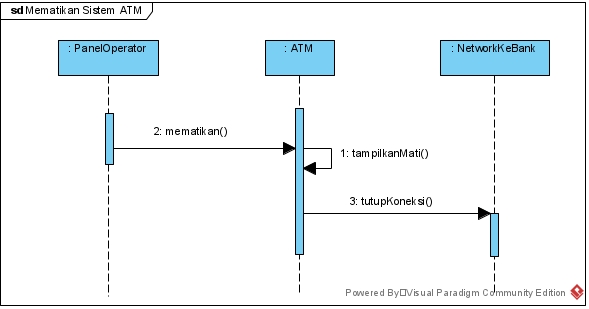 sd Mematikan Sistem ATM
: PanelOperator
: ATM
: NetworkKeBank
2: mematikan()
1: tampilkanMati()
3: tutupKoneksi()
Powered By Visual Paradigm Community Edition